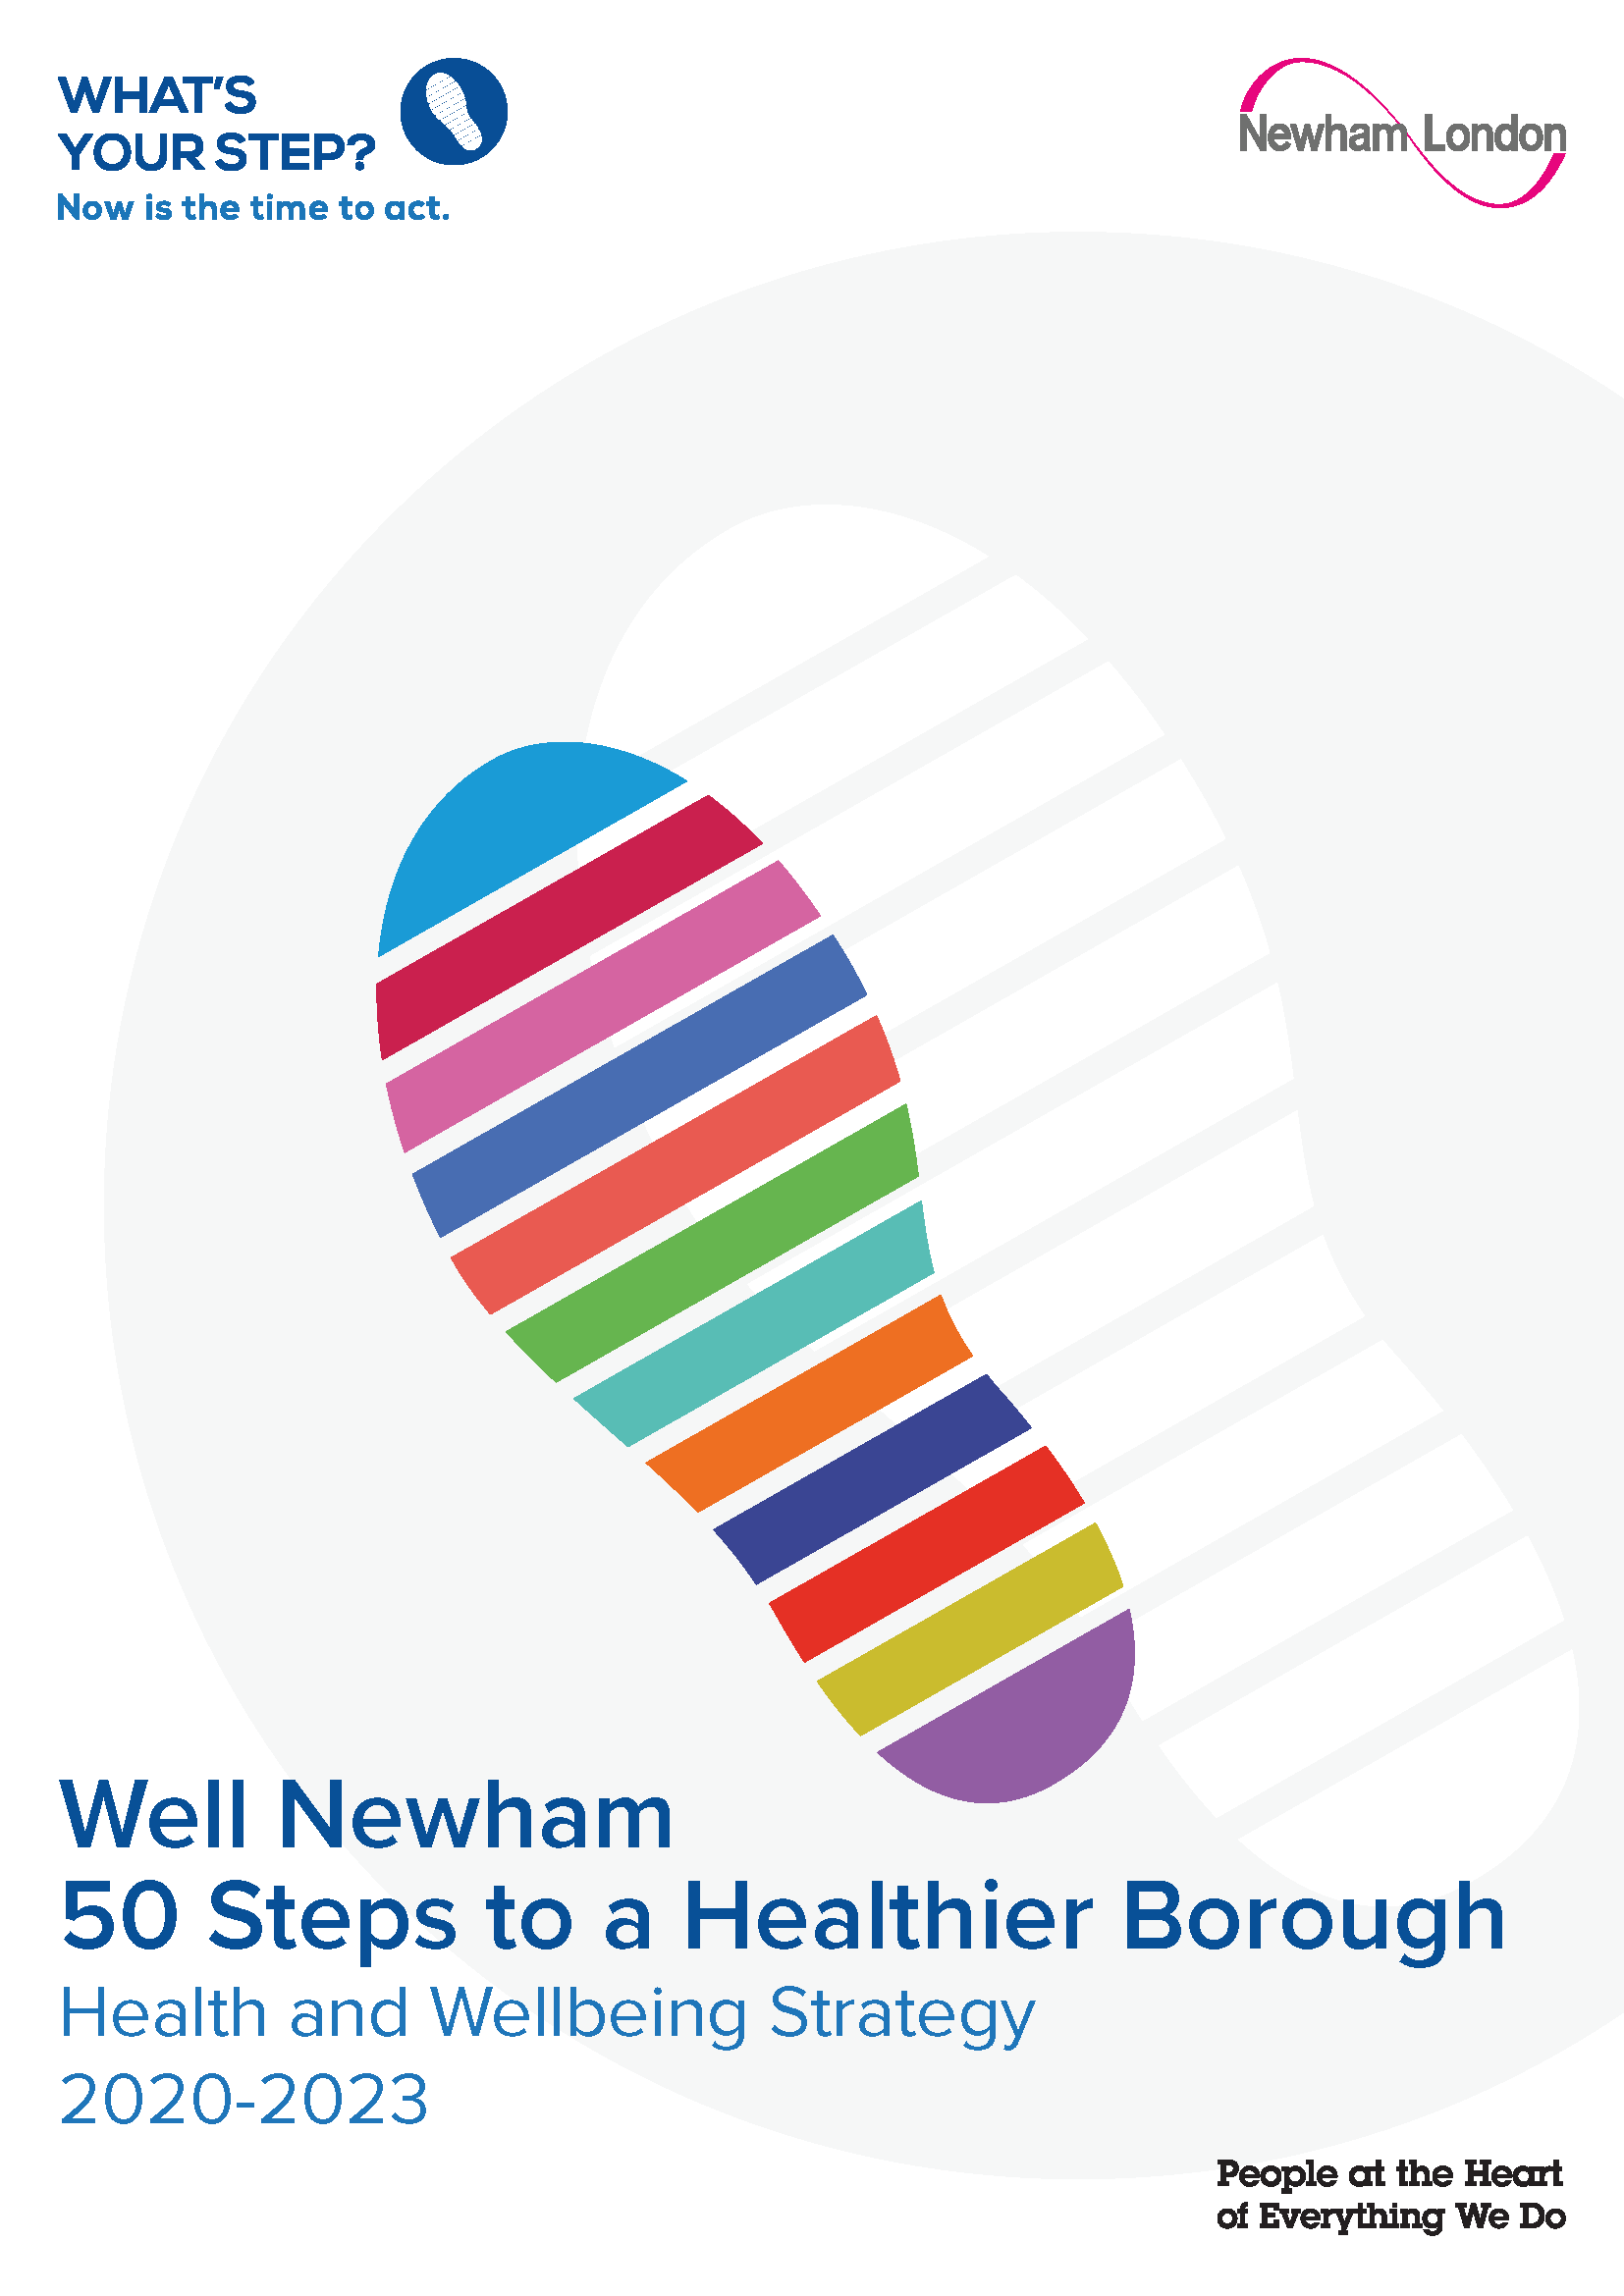 WHAT'S
YOUR STEP?
Now is the time to act.
Newham London
Well Newham
50 Steps to a Healthier Borough
Health and Wellbeing Strategy
2020-2023
People at the Heart
of Everything We Do